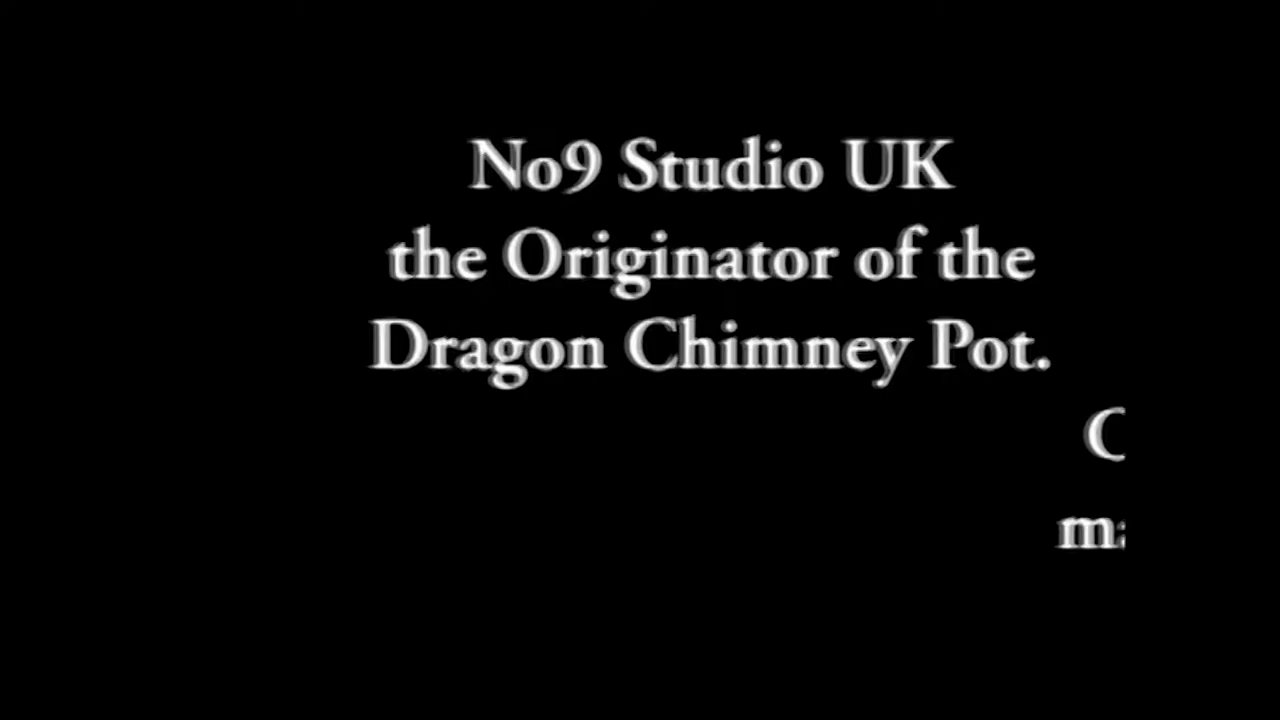 No9 Studio UK
the Originator of the
Dragon Chimney Pot.